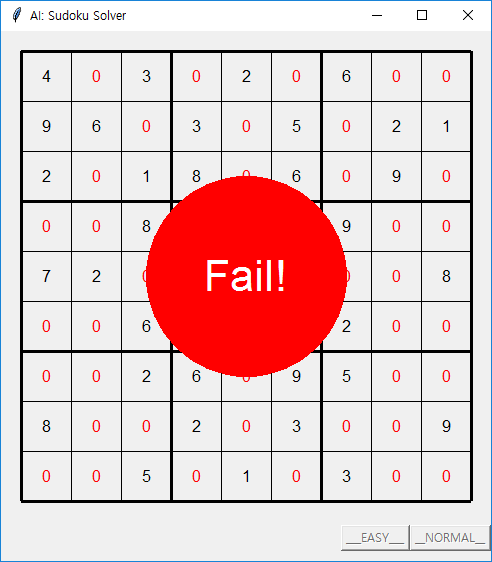 AI: Sudoku Solver
4 0 3 0 2 0 6 0 0
9 6 0 3 0 5 0 2 1
2 0 1 8 0 6 0 9 0
0 0 8 9 0 0
7 2 0 Fail! 0 0 8
0 0 6 2 0 0
0 0 2 6 0 9 5 0 0
8 0 0 2 0 3 0 0 9
0 0 5 0 1 0 3 0 0
__EASY__ __NORMAL__